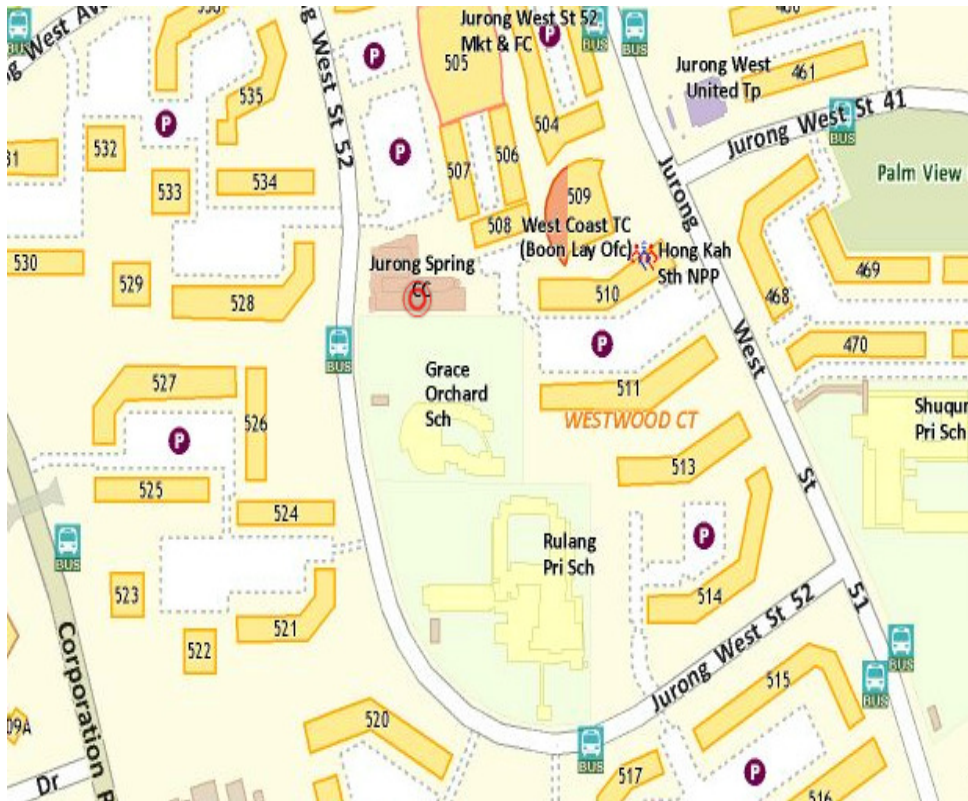 Jurong West St 52
Mkt & FC
P
P
505
BUS
BUS
BUS
535
461
Jurong West
United Tp
P
504
Jurong West St 41
BUS
532
P
506
507
Palm View
533
534
509
508
West Coast TC
(Boon Lay Ofc)
Hong Kah
Sth NPP
530
529
528
Jurong Spring
CC
510
468
469
West St 52
Jurong West St 51
BUS
P
470
527
Grace
Orchard
Sch
511
526
WESTWOOD CT
Pri Sch
P
525
513
524
BUS
Rulang
Pri Sch
P
523
514
521
522
Jurong West St 52
BUS
BUS
Corporation
515
520
BUS
517
P
516
Dr